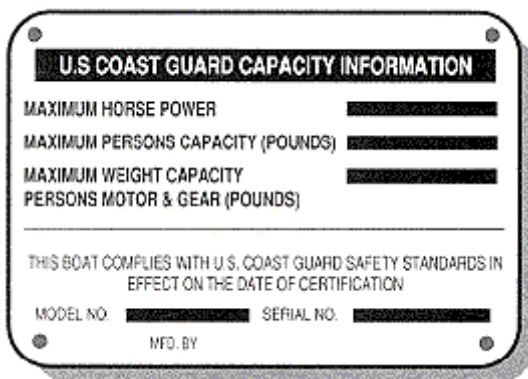 U.S COAST GUARD CAPACITY INFORMATION
MAXIMUM HORSE POWER
MAXIMUM PERSONS CAPACITY (POUNDS)
MAXIMUM WEIGHT CAPACITY
PERSONS MOTOR & GEAR (POUNDS)
THIS BOAT COMPLIES WITH U.S. COAST GUARD SAFETY STANDARDS IN
EFFECT ON THE DATE OF CERTIFICATION
MODEL NO. SERIAL NO.
MFD. BY